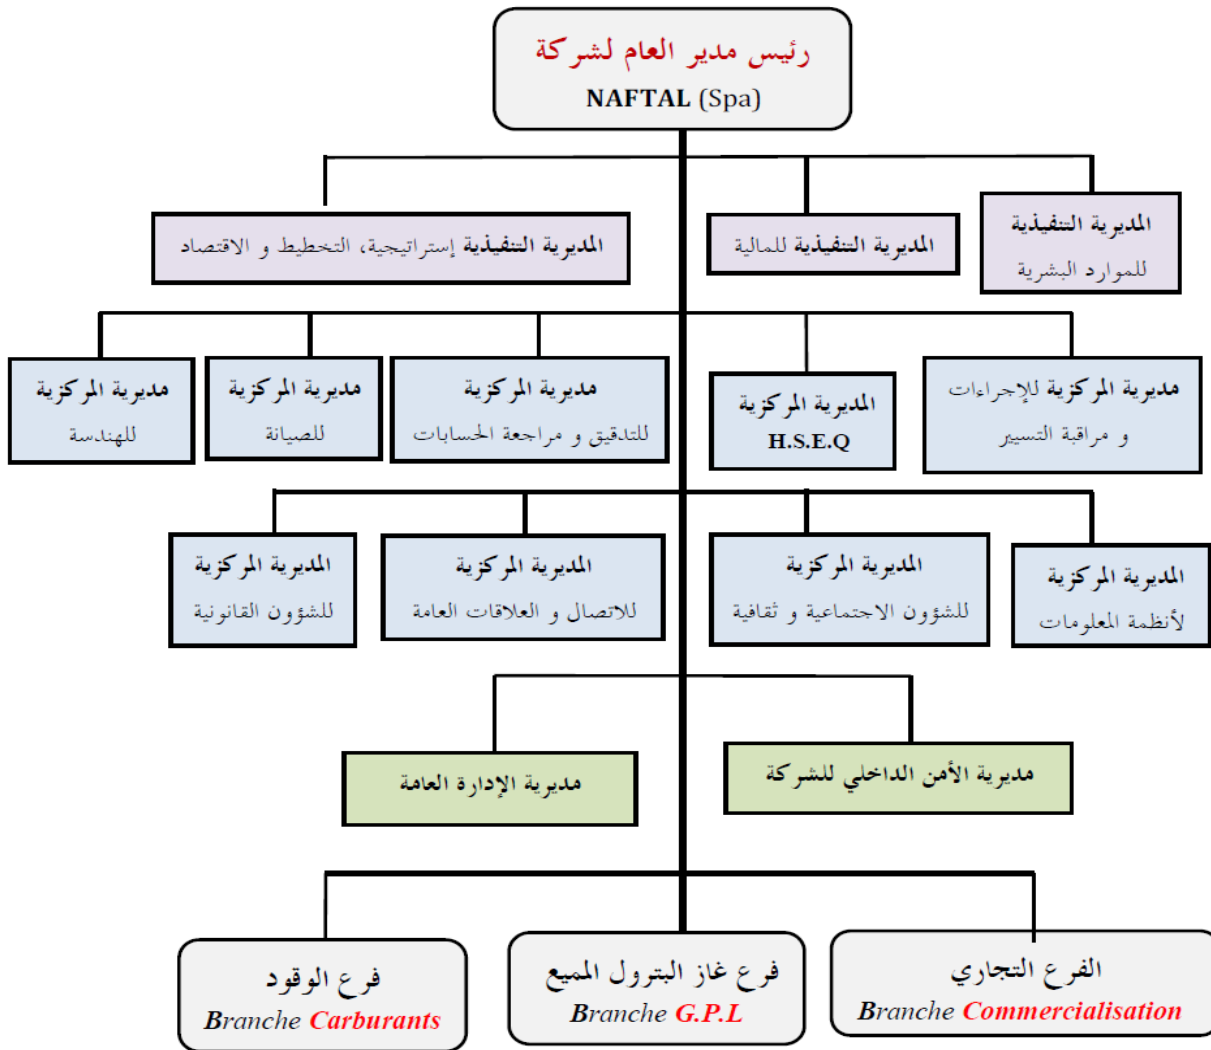 رئيس مدير العام لشركة
NAFTAL (Spa)
المديرية التنفيذية
للموارد البشرية
المديرية التنفيذية للمالية
المديرية التنفيذية إستراتيجية، التخطيط و الاقتصاد
مديرية المركزية للإجراءات
و مراقبة التسيير
المديرية المركزية
H.S.E.Q
مديرية المركزية
للتدقيق و مراجعة الحسابات
مديرية المركزية
للصيانة
مديرية المركزية
للهندسة
المديرية المركزية
لأنظمة المعلومات
المديرية المركزية
للشؤون الاجتماعية و ثقافية
المديرية المركزية
للاتصال و العلاقات العامة
المديرية المركزية
للشؤون القانونية
مديرية الأمن الداخلي للشركة
مديرية الإدارة العامة
الفرع التجاري
Branche Commercialisation
فرع غاز البترول المميع
Branche G.P.L
فرع الوقود
Branche Carburants